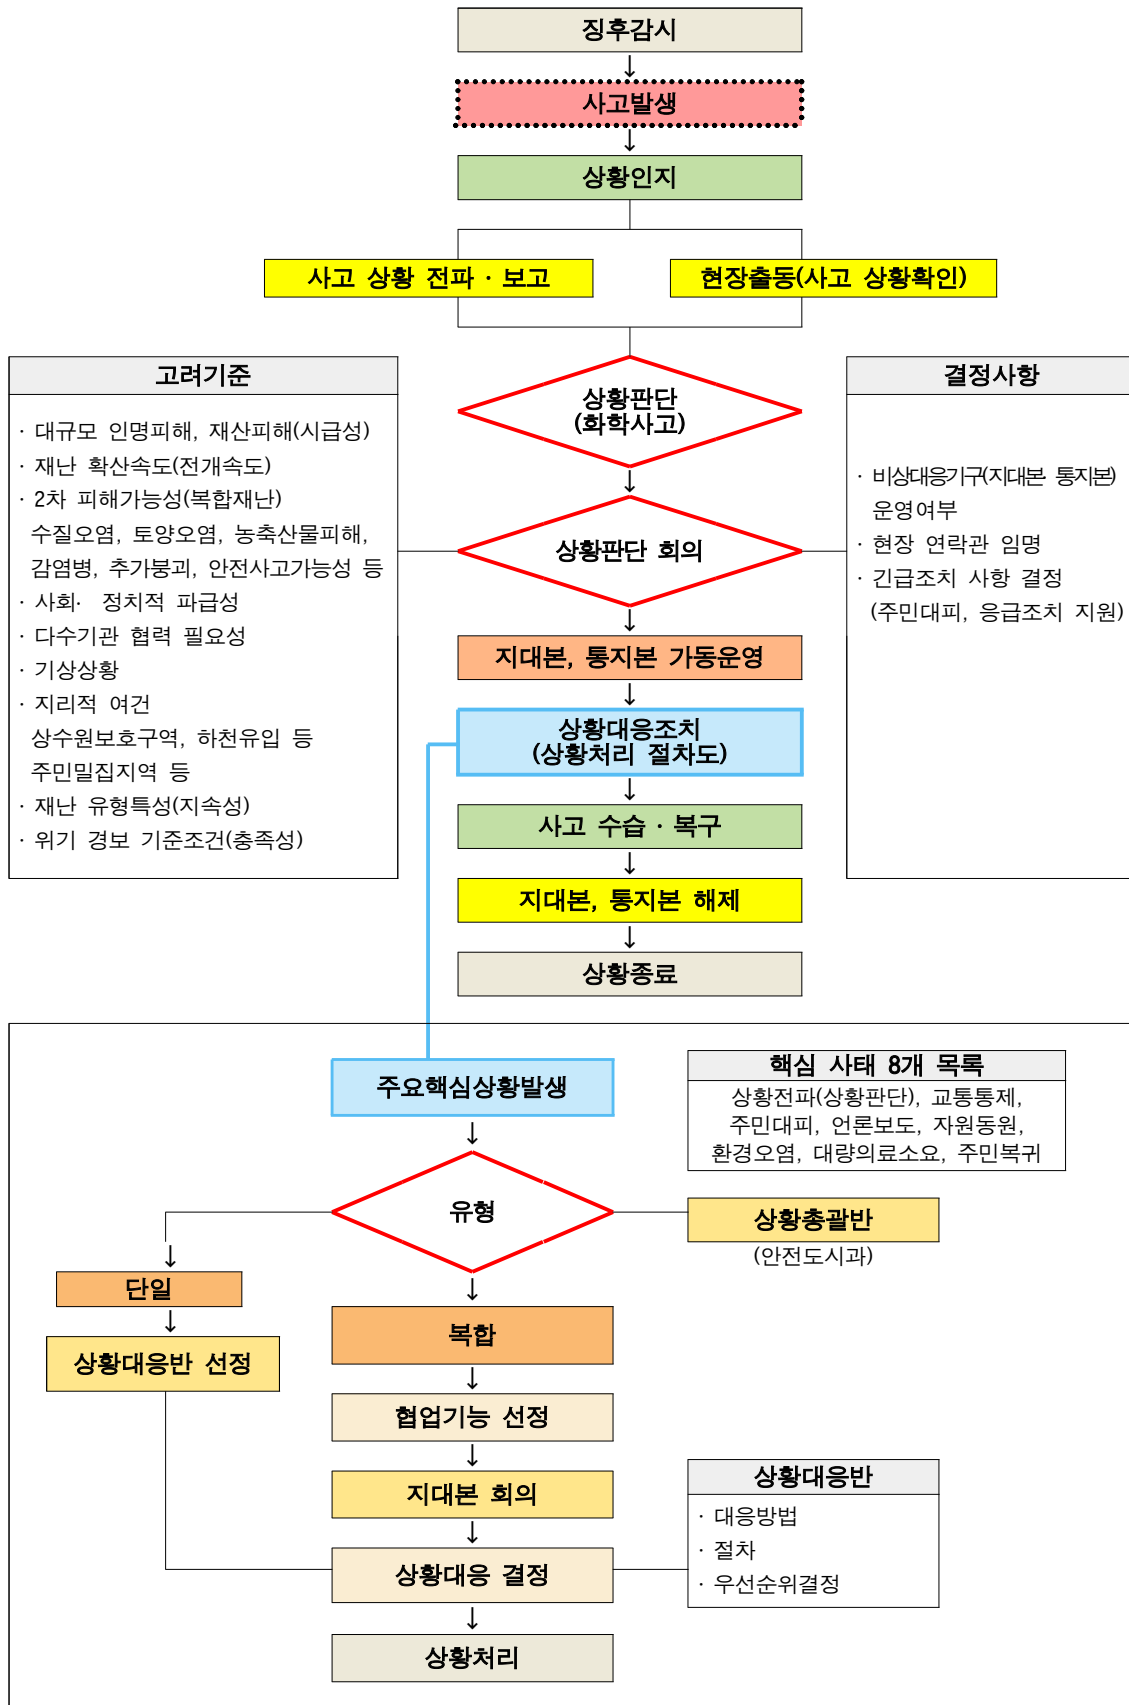 징후감시
사고발생
상황인지
사고 상황 전파 · 보고
현장출동(사고 상황확인)
상황판단
(화학사고)
고려기준
· 대규모 인명피해, 재산피해(시급성)
· 재난 확산속도(전개속도)
· 2차 피해가능성(복합재난)
수질오염, 토양오염, 농축산물피해,
감염병, 추가붕괴, 안전사고가능성 등
· 사회· 정치적 파급성
· 다수기관 협력 필요성
· 기상상황
· 지리적 여건
상수원보호구역, 하천유입 등
주민밀집지역 등
· 재난 유형특성(지속성)
· 위기 경보 기준조건(충족성)
상황판단 회의
결정사항
· 비상대응기구(지대본· 통지본)
운영여부
· 현장 연락관 임명
· 긴급조치 사항 결정
(주민대피, 응급조치 지원)
지대본, 통지본 가동운영
상황대응조치
(상황처리 절차도)
사고 수습 · 복구
지대본, 통지본 해제
상황종료
주요핵심상황발생
핵심 사태 8개 목록
상황전파(상황판단), 교통통제,
주민대피, 언론보도, 자원동원,
환경오염, 대량의료소요, 주민복귀
유형
상황총괄반
(안전도시과)
단일
상황대응반 선정
복합
협업기능 선정
지대본 회의
상황대응반
· 대응방법
· 절차
· 우선순위결정
상황대응 결정
상황처리